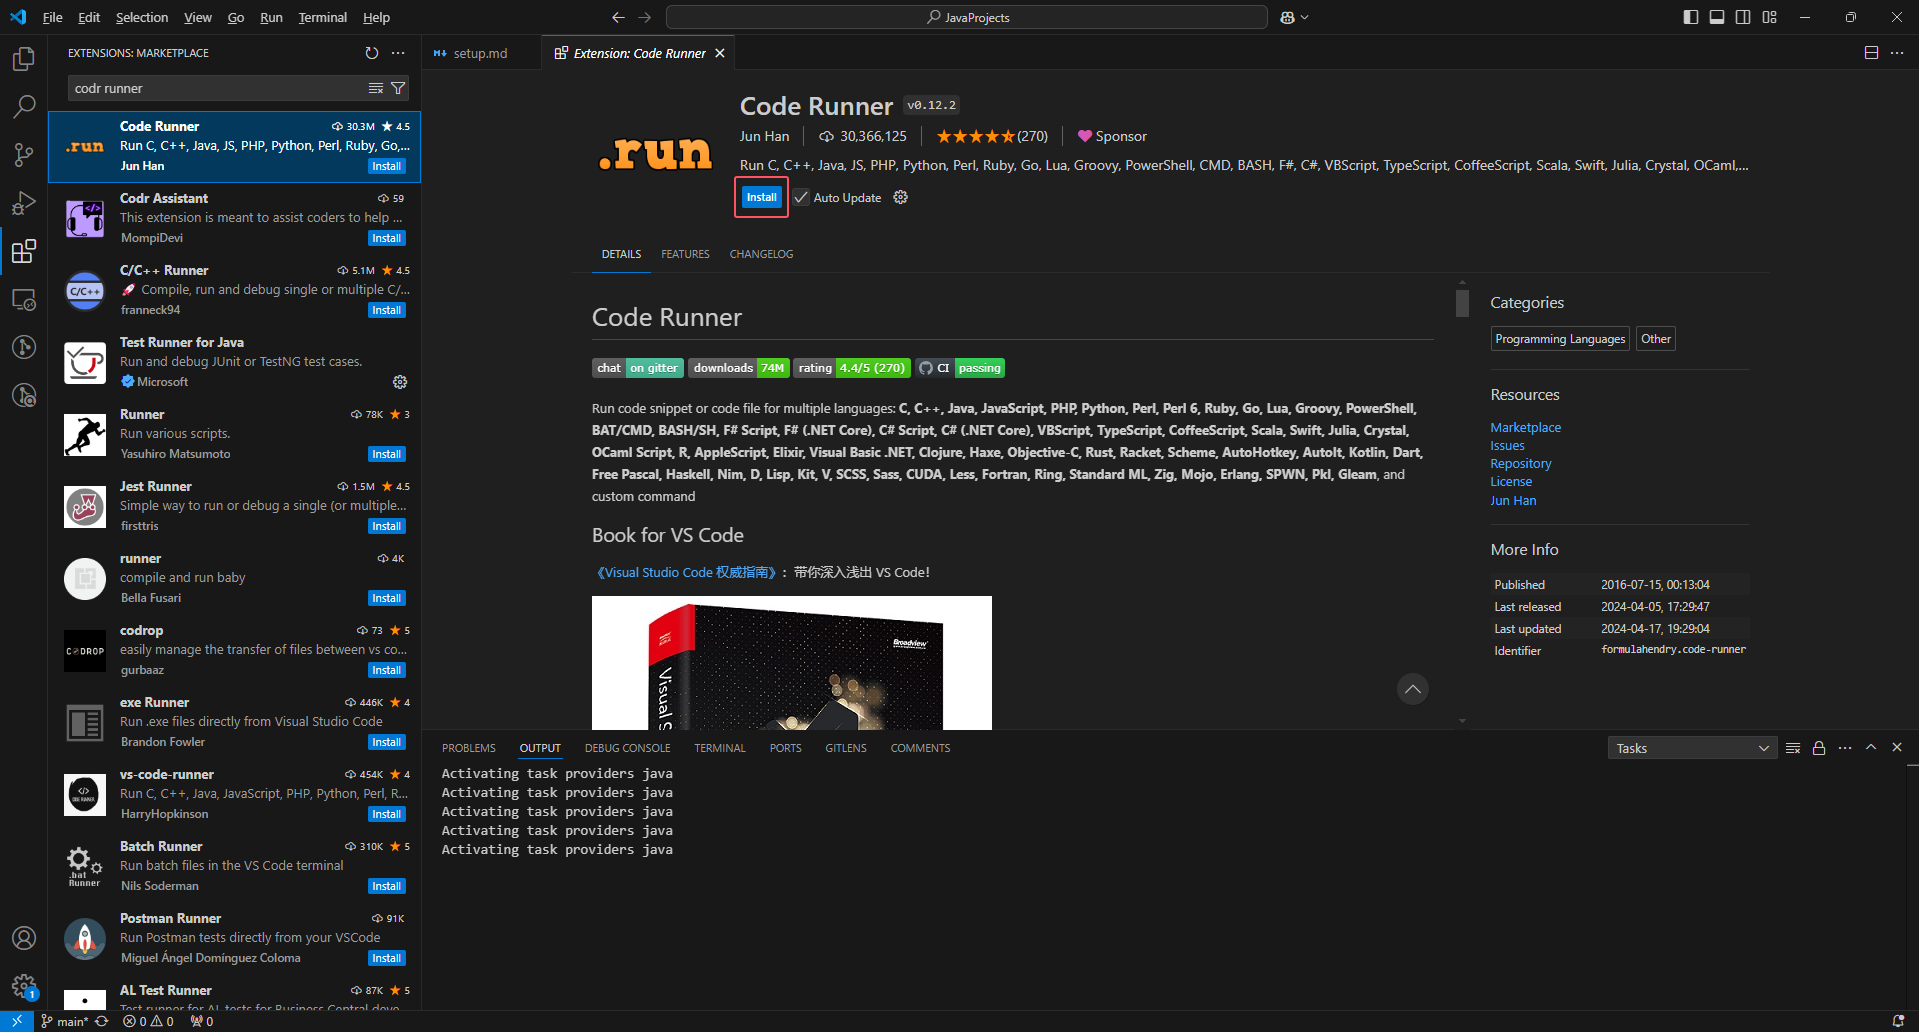 File Edit Selection View Go Run Terminal Help
JavaProjects
EXTENSIONS: MARKETPLACE
codr runner
Code Runner 30.3M 4.5
Run C, C++, Java, JS, PHP, Python, Perl, Ruby, Go,...
Jun Han Install
.run
Codr Assistant 59
This extension is meant to assist coders to help ...
MompiDevi Install
C/C++ Runner 5.1M 4.5
Compile, run and debug single or multiple C/...
franneck94 Install
C/C++
Test Runner for Java
Run and debug JUnit or TestNG test cases.
Microsoft
Runner 78K 3
Run various scripts.
Yasuhiro Matsumoto Install
Jest Runner 1.5M 4.5
Simple way to run or debug a single (or multiple...
firsttris Install
runner 4K
compile and run baby
Bella Fusari Install
codrop 73 5
easily manage the transfer of files between vs co...
gurbaaz Install
CODROP
exe Runner 446K 4
Run .exe files directly from Visual Studio Code
Brandon Fowler Install
vs-code-runner 454K 4
Run C, C++, Java, JavaScript, PHP, Python, Perl, R...
HarryHopkinson Install
Batch Runner 310K 5
Run batch files in the VS Code terminal
Nils Soderman Install
.bat
Runner
Postman Runner 91K
Run Postman tests directly from your VSCode
Miguel Ángel Domínguez Coloma Install
AL Test Runner 87K 5
Test runner for AL tests for Business Central deve...
setup.md
Extension: Code Runner
.run
Code Runner v0.12.2
Jun Han 30,366,125 (270) Sponsor
Run C, C++, Java, JS, PHP, Python, Perl, Ruby, Go, Lua, Groovy, PowerShell, CMD, BASH, F#, C#, VBScript, TypeScript, CoffeeScript, Scala, Swift, Julia, Crystal, OCaml,...
Install Auto Update
DETAILS FEATURES CHANGELOG
Code Runner
chat on gitter downloads 74M rating 4.4/5 (270) CI passing
Run code snippet or code file for multiple languages: C, C++, Java, JavaScript, PHP, Python, Perl, Perl 6, Ruby, Go, Lua, Groovy, PowerShell,
BAT/CMD, BASH/SH, F# Script, F# (.NET Core), C# Script, C# (.NET Core), VBScript, TypeScript, CoffeeScript, Scala, Swift, Julia, Crystal,
OCaml Script, R, AppleScript, Elixir, Visual Basic .NET, Clojure, Haxe, Objective-C, Rust, Racket, Scheme, AutoHotkey, AutoIt, Kotlin, Dart,
Free Pascal, Haskell, Nim, D, Lisp, Kit, V, SCSS, Sass, CUDA, Less, Fortran, Ring, Standard ML, Zig, Mojo, Erlang, SPWN, Pkl, Gleam, and
custom command
Book for VS Code
《Visual Studio Code 权威指南》：带你深入浅出 VS Code！
Broadview
Visual S
Categories
Programming Languages Other
Resources
Marketplace
Issues
Repository
License
Jun Han
More Info
Published 2016-07-15, 00:13:04
Last released 2024-04-05, 17:29:47
Last updated 2024-04-17, 19:29:04
Identifier formulahendry.code-runner
PROBLEMS OUTPUT DEBUG CONSOLE TERMINAL PORTS GITLENS COMMENTS
Tasks
Activating task providers java
Activating task providers java
Activating task providers java
Activating task providers java
Activating task providers java
1
main* 0 0 0